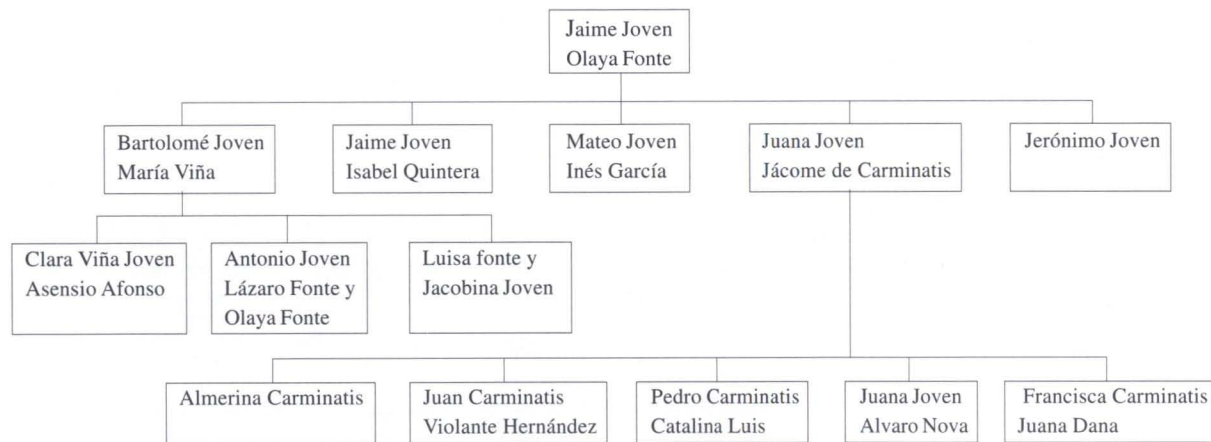 Jaime Joven
Olaya Fonte
Bartolomé Joven
María Viña
Jaime Joven
Isabel Quintera
Mateo Joven
Inés García
Juana Joven
Jácome de Carminatis
Jerónimo Joven
Clara Viña Joven
Asensio Afonso
Antonio Joven
Lázaro Fonte y
Olaya Fonte
Luisa fonte y
Jacobina Joven
Almerina Carminatis
Juan Carminatis
Violante Hernández
Pedro Carminatis
Catalina Luis
Juana Joven
Alvaro Nova
Francisca Carminatis
Juana Dana